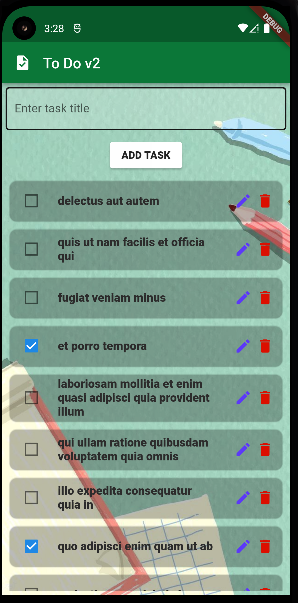 3:28
DEBUG
To Do v2
Enter task title
ADD TASK
delectus aut autem
quis ut nam facilis et officia
qui
fugiat veniam minus
et porro tempora
laboriosam mollitia et enim
quasi adipisci quia provident
illum
qui ullam ratione quibusdam
voluptatem quia omnis
illo expedita consequatur
quia in
quo adipisci enim quam ut ab